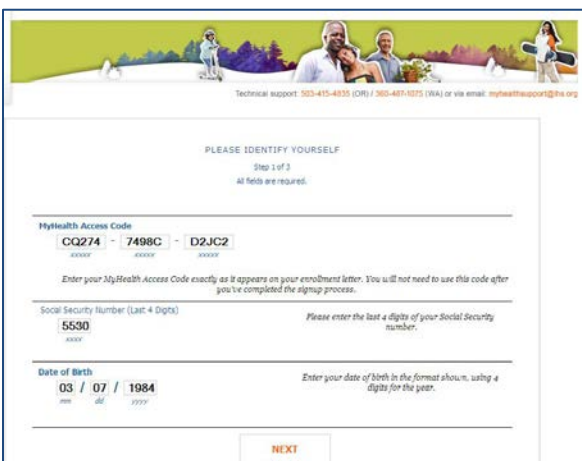 Technical support: 503-415-4835 (OR) / 360-487-1075 (WA) or via email: myhealthsupport@lhs.org
PLEASE IDENTIFY YOURSELF
Step 1 of 3
All fields are required.
MyHealth Access Code
CQ274 - 7498C - D2JC2
xxxxx xxxxx xxxxx
Enter your MyHealth Access Code exactly as it appears on your enrollment letter. You will not need to use this code after
you've completed the signup process.
Social Security Number (Last 4 Digits)
5530
xxxx
Please enter the last 4 digits of your Social Security
number.
Date of Birth
03 / 07 / 1984
mm dd yyyy
Enter your date of birth in the format shown, using 4
digits for the year.
NEXT